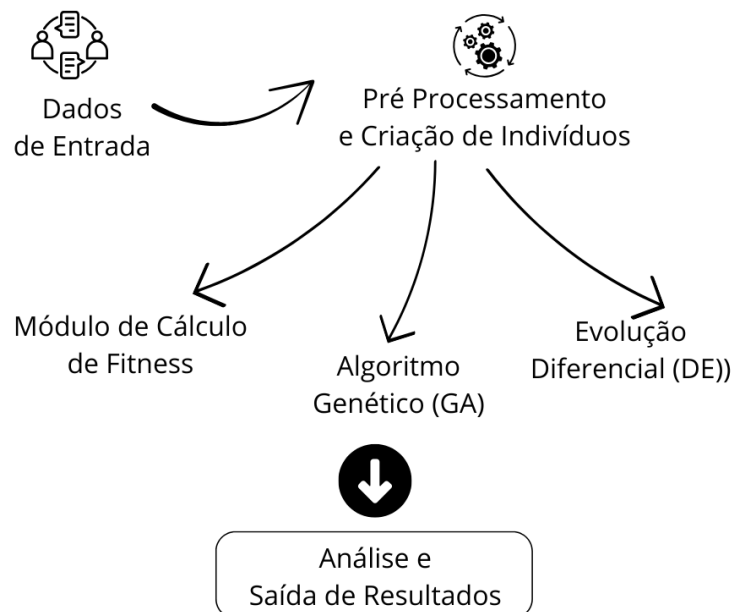 Dados
de Entrada
Pré Processamento
e Criação de Indivíduos
Módulo de Cálculo
de Fitness
Algoritmo
Genético (GA)
Evolução
Diferencial (DE))
Análise e
Saída de Resultados